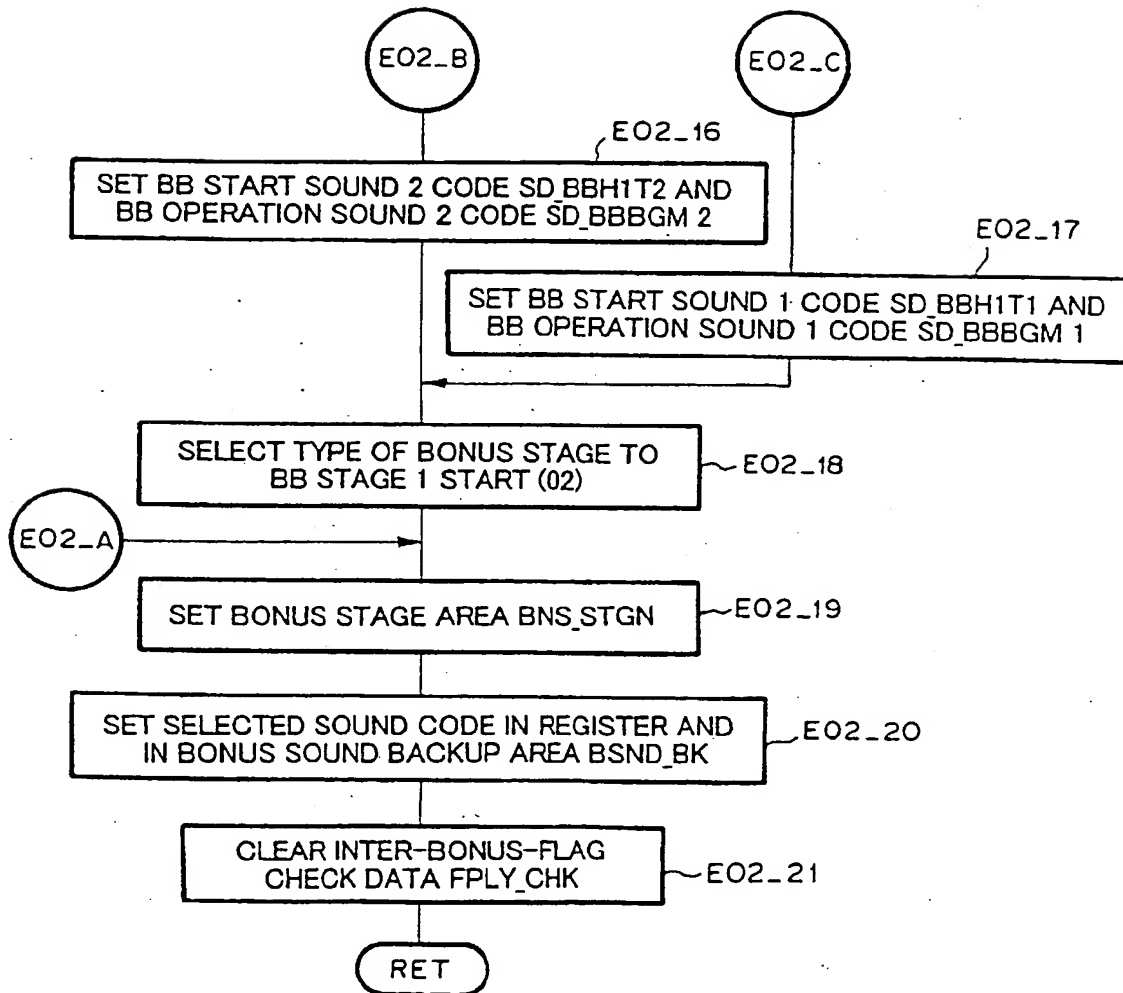 E02_B
E02_C
E02_16
SET BB START SOUND 2 CODE SD_BBH1T2 AND
BB OPERATION SOUND 2 CODE SD_BBBGM 2
E02_17
SET BB START SOUND 1 CODE SD_BBH1T1 AND
BB OPERATION SOUND 1 CODE SD_BBBGM 1
SELECT TYPE OF BONUS STAGE TO
BB STAGE 1 START (02)
E02_18
E02_A
SET BONUS STAGE AREA BNS_STGN
E02_19
SET SELECTED SOUND CODE IN REGISTER AND
IN BONUS SOUND BACKUP AREA BSND_BK
E02_20
CLEAR INTER-BONUS-FLAG
CHECK DATA FPLY_CHK
E02_21
RET